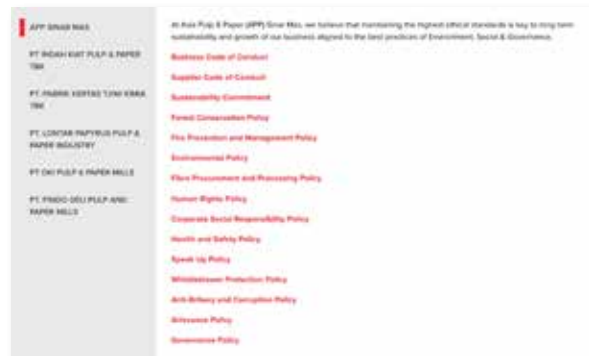 APP SINAR MAS
PT INDAH KIAT PULP & PAPER
TBK
PT. PABRIK KERTAS TJIWI KIMIA
TBK
PT. LONTAR PAPYRUS PULP &
PAPER INDUSTRY
PT OKI PULP & PAPER MILLS
PT. PINDO DELI PULP AND
PAPER MILLS
At Asia Pulp & Paper (APP) Sinar Mas, we believe that maintaining the highest ethical standards is key to long term
sustainability and growth of our business aligned to the best practices of Environment, Social & Governance.
Business Code of Conduct
Supplier Code of Conduct
Sustainability Commitment
Forest Conservation Policy
Fire Prevention and Management Policy
Environmental Policy
Fibre Procurement and Processing Policy
Human Rights Policy
Corporate Social Responsibility Policy
Health and Safety Policy
Speak Up Policy
Whistleblower Protection Policy
Anti-Bribery and Corruption Policy
Grievance Policy
Governance Policy